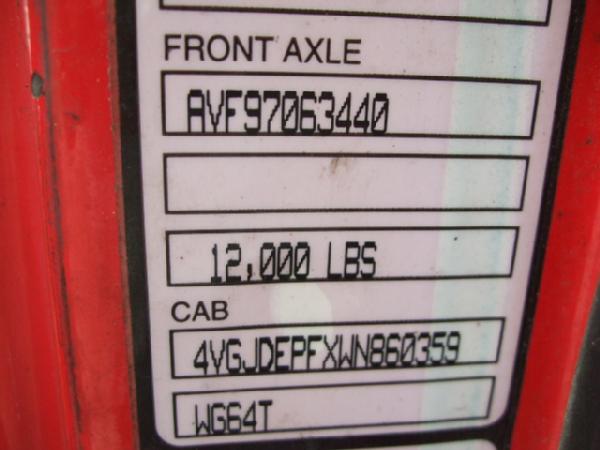 FRONT AXLE
AVF97063440
12,000 LBS
CAB
4VGJDEPFXWN860359
WG64T